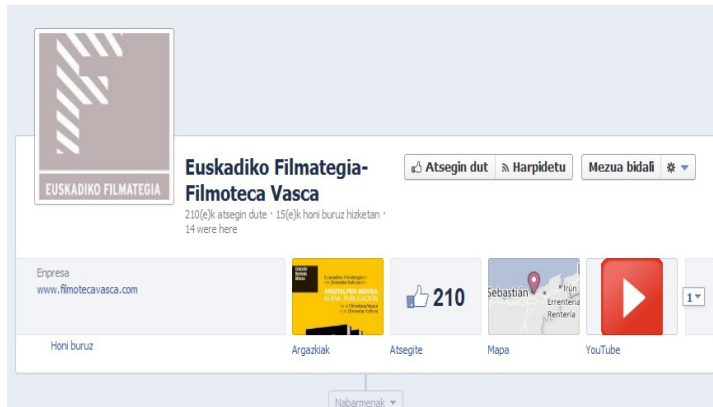 EUSKADIKO FILMATEGIA
Euskadiko Filmategia-
Filmoteca Vasca
210(e)k atsegin dute · 15(e)k honi buruz hizketan ·
14 were here
Atsegin dut
Harpidetu
Mezua bidali
Enpresa
www.filmotecavasca.com
Honi buruz
ARGITALPEN BERRIA
NUEVA PUBLICACIÓN
Argazkiak
210
Atsegite
Sebastián
Irun
Errenteria
Renteria
Mapa
YouTube
1
Nabarmenak